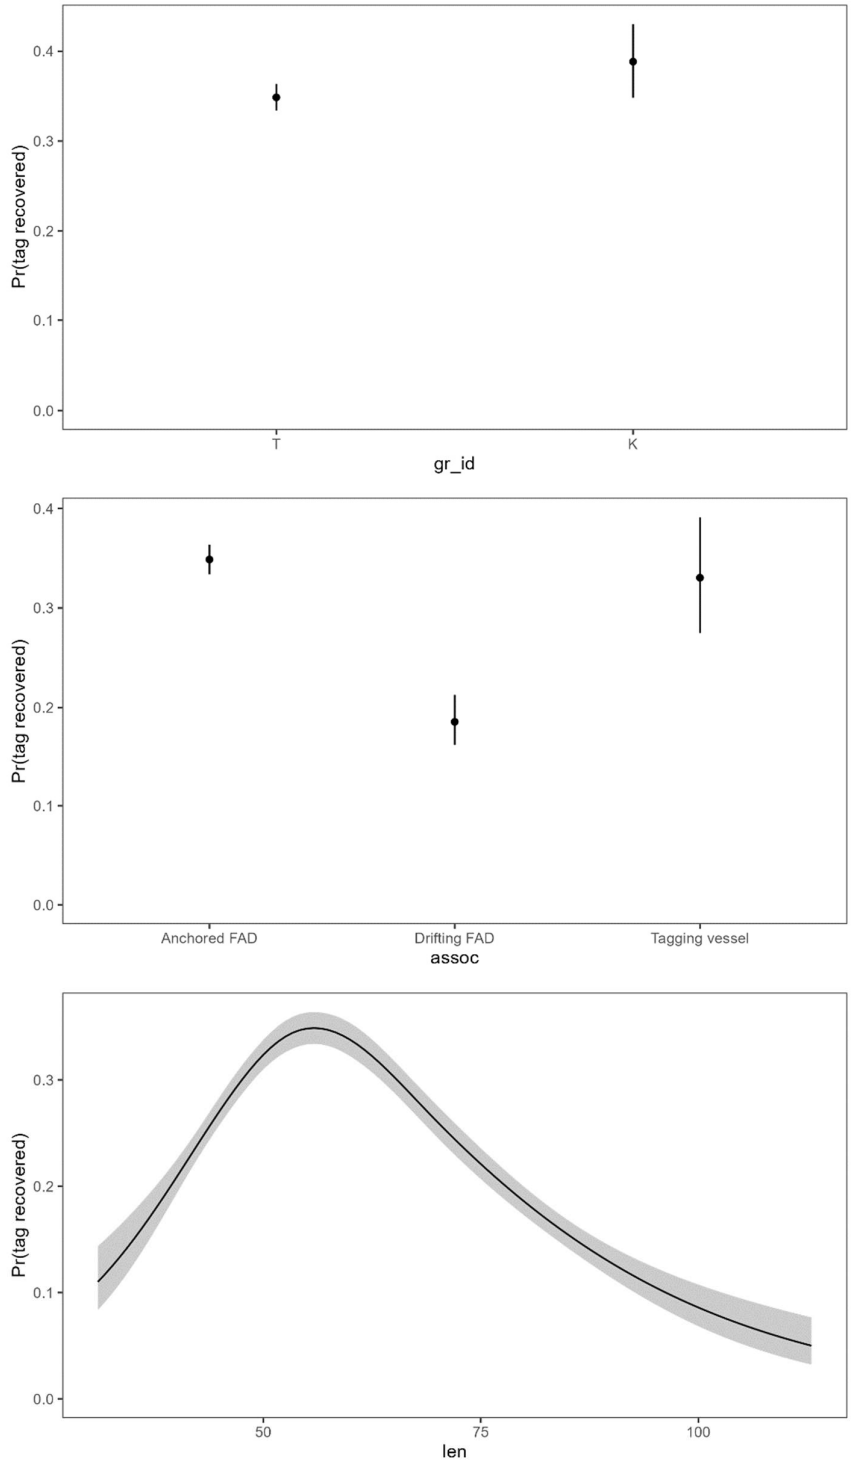 Pr(tag recovered)
0.4
0.3
0.2
0.1
0.0
T K
gr_id
Pr(tag recovered)
0.4
0.3
0.2
0.1
0.0
Anchored FAD Drifting FAD Tagging vessel
assoc
Pr(tag recovered)
0.3
0.2
0.1
0.0
50 75 100
len